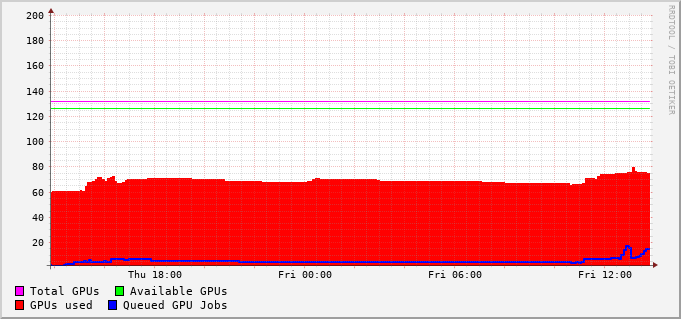 200
180
160
140
120
100
80
60
40
20
Thu 18:00 Fri 00:00 Fri 06:00 Fri 12:00
Total GPUs Available GPUs
GPUs used Queued GPU Jobs
RRDTOOL / TOBI OETIKER